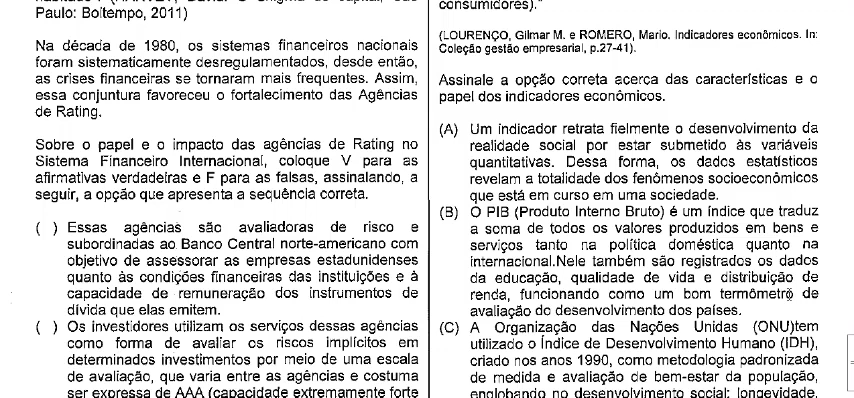 Paulo: Boitempo, 2011)
Na década de 1980, os sistemas financeiros nacionais
foram sistematicamente desregulamentados, desde então,
as crises financeiras se tornaram mais frequentes. Assim,
essa conjuntura favoreceu o fortalecimento das Agências
de Rating.
Sobre o papel e o impacto das agências de Rating no
Sistema Financeiro Internacional, coloque V para as
afirmativas verdadeiras e F para as falsas, assinalando, a
seguir, a opção que apresenta a sequência correta.
( ) Essas agências são avaliadoras de risco e
subordinadas ao Banco Central norte-americano com
objetivo de assessorar as empresas estadunidenses
quanto às condições financeiras das instituições e à
capacidade de remuneração dos instrumentos de
dívida que elas emitem.
( ) Os investidores utilizam os serviços dessas agências
como forma de avaliar os riscos implícitos em
determinados investimentos por meio de uma escala
de avaliação, que varia entre as agências e costuma
ser expressa de AAA (capacidade extremamente forte
consumidores)."
(LOURENÇO, Gilmar M. e ROMERO, Mario. Indicadores econômicos. In:
Coleção gestão empresarial, p.27-41).
Assinale a opção correta acerca das características e o
papel dos indicadores econômicos.
(A) Um indicador retrata fielmente o desenvolvimento da
realidade social por estar submetido às variáveis
quantitativas. Dessa forma, os dados estatísticos
revelam a totalidade dos fenômenos socioeconômicos
que está em curso em uma sociedade.
(B) O PIB (Produto Interno Bruto) é um índice que traduz
a soma de todos os valores produzidos em bens e
serviços tanto na política doméstica quanto na
internacional.Nele também são registrados os dados
da educação, qualidade de vida e distribuição de
renda, funcionando como um bom termômetro de
avaliação do desenvolvimento dos países.
(C) A Organização das Nações Unidas (ONU)tem
utilizado o Índice de Desenvolvimento Humano (IDH),
criado nos anos 1990, como metodologia padronizada
de medida e avaliação de bem-estar da população,
englobando no desenvolvimento social: longevidade,